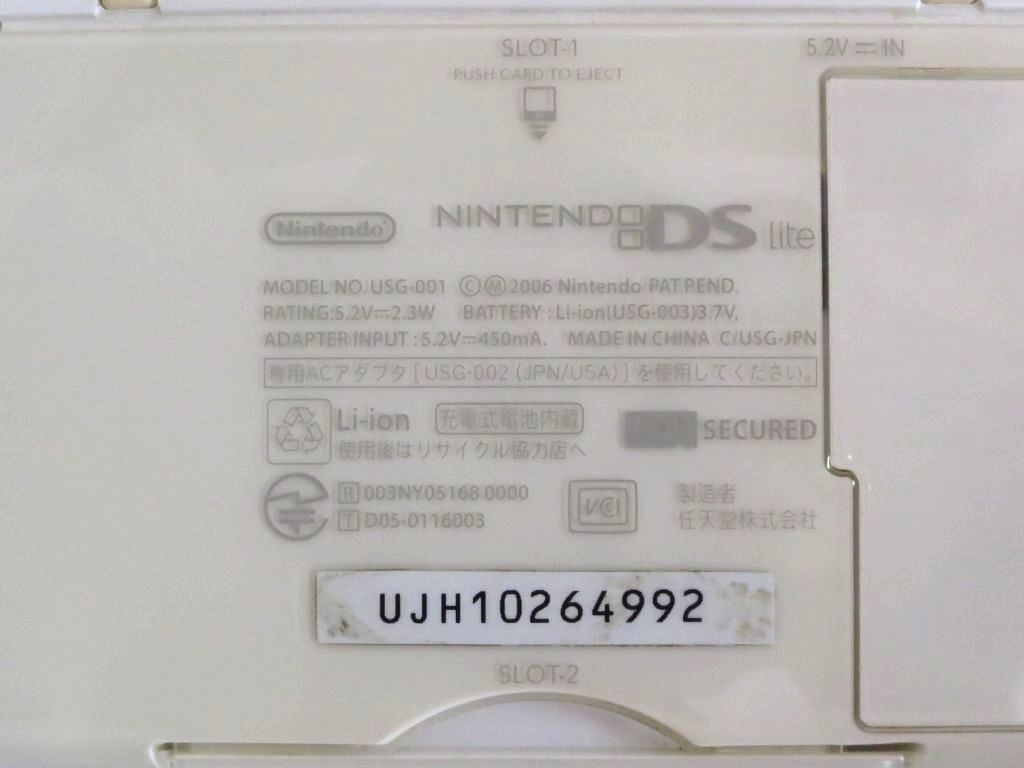 SLOT-1
5.2V⎓IN
PUSH CARD TO EJECT
Nintendo
NINTENDO DS lite
MODEL NO. USG-001 ⒸⓂ2006 Nintendo PAT.PEND.
RATING:5.2V⎓2.3W BATTERY : Li-ion(USG-003)3.7V,
ADAPTER INPUT : 5.2V⎓450mA. MADE IN CHINA C/USG-JPN
専用ACアダプタ[USG-002 (JPN/USA)]を使用してください。
Li-ion 充電式電池内蔵
使用後はリサイクル協力店へ
SECURED
R 003NY05168 0000
T D05-0116003
VCI
製造者
任天堂株式会社
UJH10264992
SLOT-2